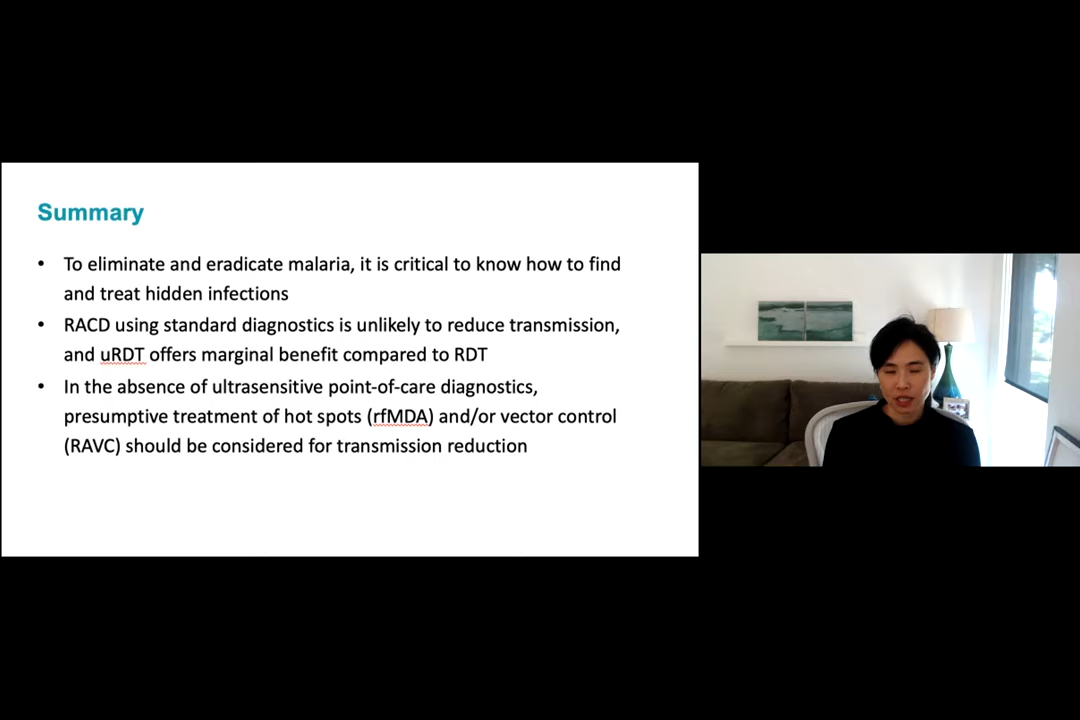 Summary
• To eliminate and eradicate malaria, it is critical to know how to find
and treat hidden infections
• RACD using standard diagnostics is unlikely to reduce transmission,
and uRDT offers marginal benefit compared to RDT
• In the absence of ultrasensitive point-of-care diagnostics,
presumptive treatment of hot spots (rfMDA) and/or vector control
(RAVC) should be considered for transmission reduction